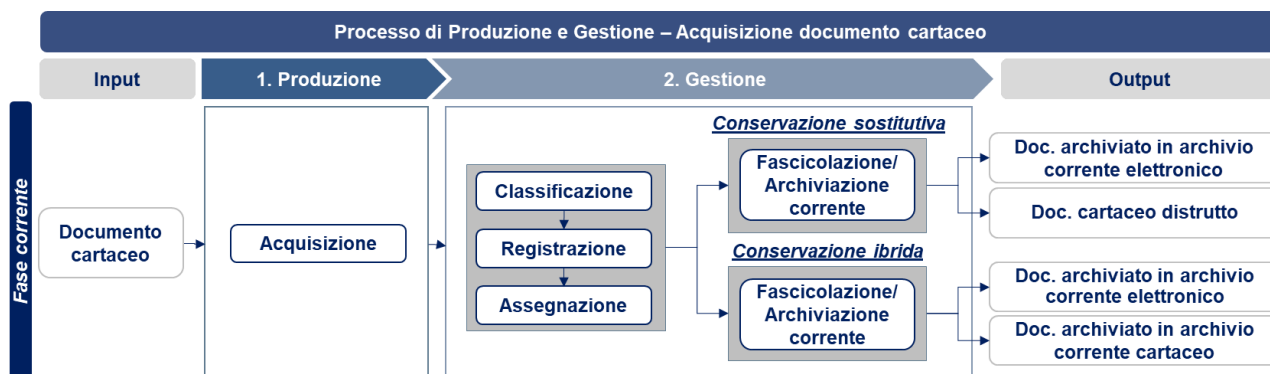 Processo di Produzione e Gestione – Acquisizione documento cartaceo
Input
1. Produzione
2. Gestione
Output
Fase corrente
Documento
cartaceo
Acquisizione
Classificazione
Registrazione
Assegnazione
Conservazione sostitutiva
Fascicolazione/
Archiviazione
corrente
Conservazione ibrida
Fascicolazione/
Archiviazione
corrente
Doc. archiviato in archivio
corrente elettronico
Doc. cartaceo distrutto
Doc. archiviato in archivio
corrente elettronico
Doc. archiviato in archivio
corrente cartaceo